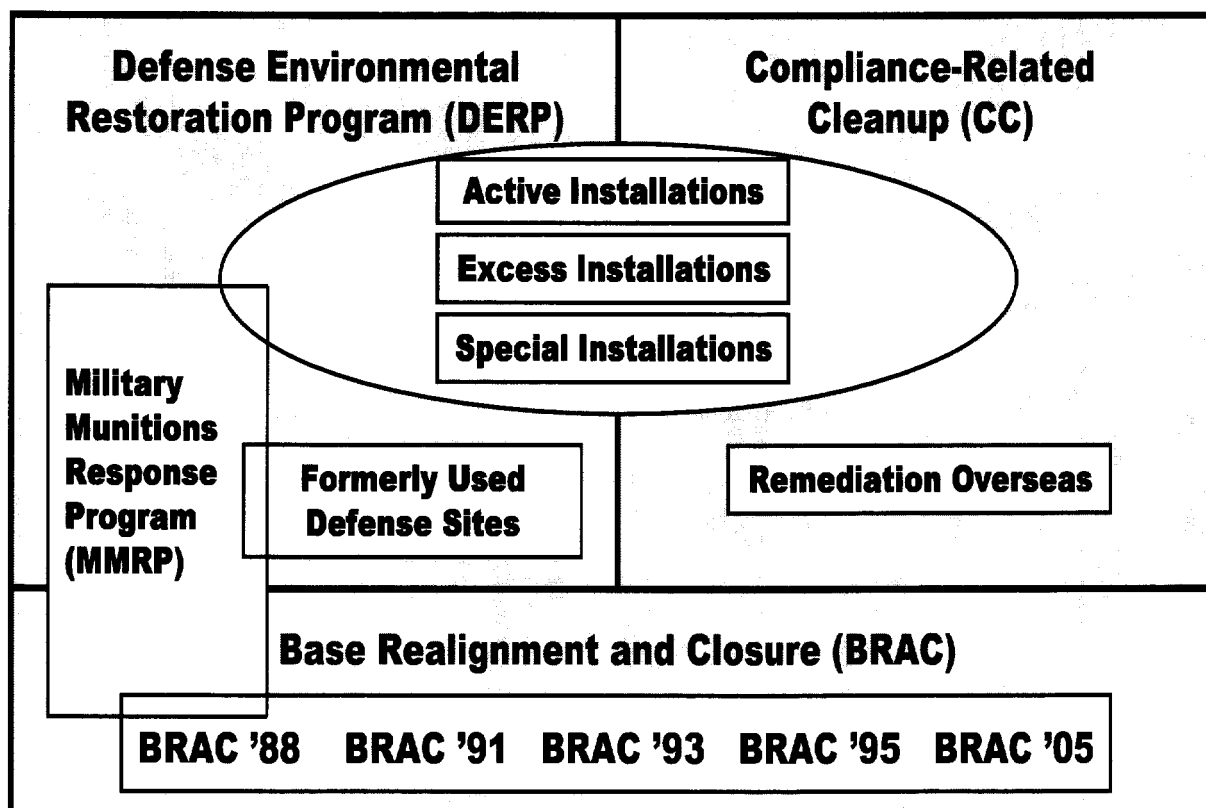 Defense Environmental
Restoration Program (DERP)
Compliance-Related
Cleanup (CC)
Active Installations
Excess Installations
Special Installations
Military
Munitions
Response
Program
(MMRP)
Formerly Used
Defense Sites
Remediation Overseas
Base Realignment and Closure (BRAC)
BRAC '88 BRAC '91 BRAC '93 BRAC '95 BRAC '05